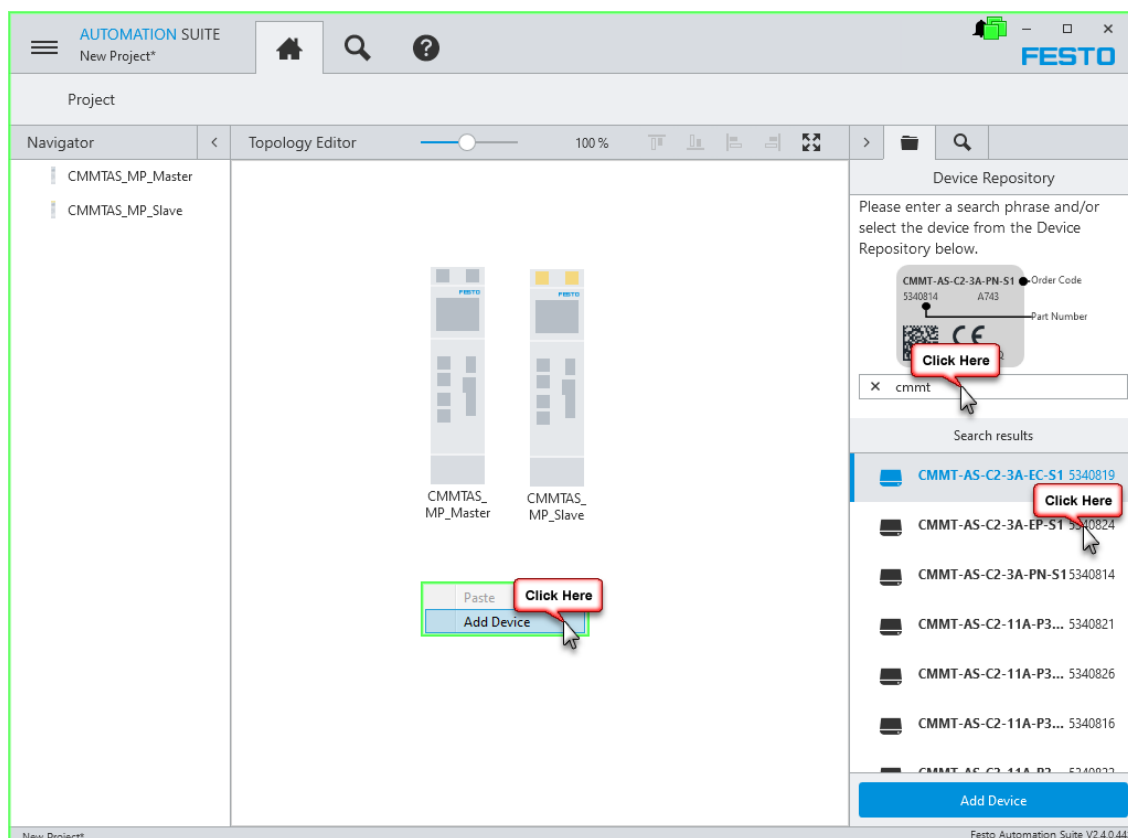 AUTOMATION SUITE
New Project*
FESTO
Project
Navigator
Topology Editor
100 %
CMMTAS_MP_Master
CMMTAS_MP_Slave
FESTO
FESTO
CMMTAS_
MP_Master
CMMTAS_
MP_Slave
Paste
Click Here
Add Device
Device Repository
Please enter a search phrase and/or
select the device from the Device
Repository below.
CMMT-AS-C2-3A-PN-S1
Order Code
5340814 A743
Part Number
Click Here
cmmt
Search results
CMMT-AS-C2-3A-EC-S1 5340819
Click Here
CMMT-AS-C2-3A-EP-S1 5340824
CMMT-AS-C2-3A-PN-S1 5340814
CMMT-AS-C2-11A-P3... 5340821
CMMT-AS-C2-11A-P3... 5340826
CMMT-AS-C2-11A-P3... 5340816
Add Device
New Project*
Festo Automation Suite V2.4.0.44